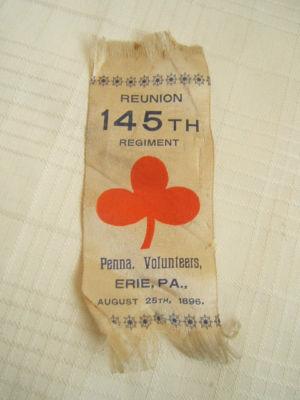 REUNION
145TH
REGIMENT
Penna. Volunteers,
ERIE, PA.,
AUGUST 25TH, 1896.